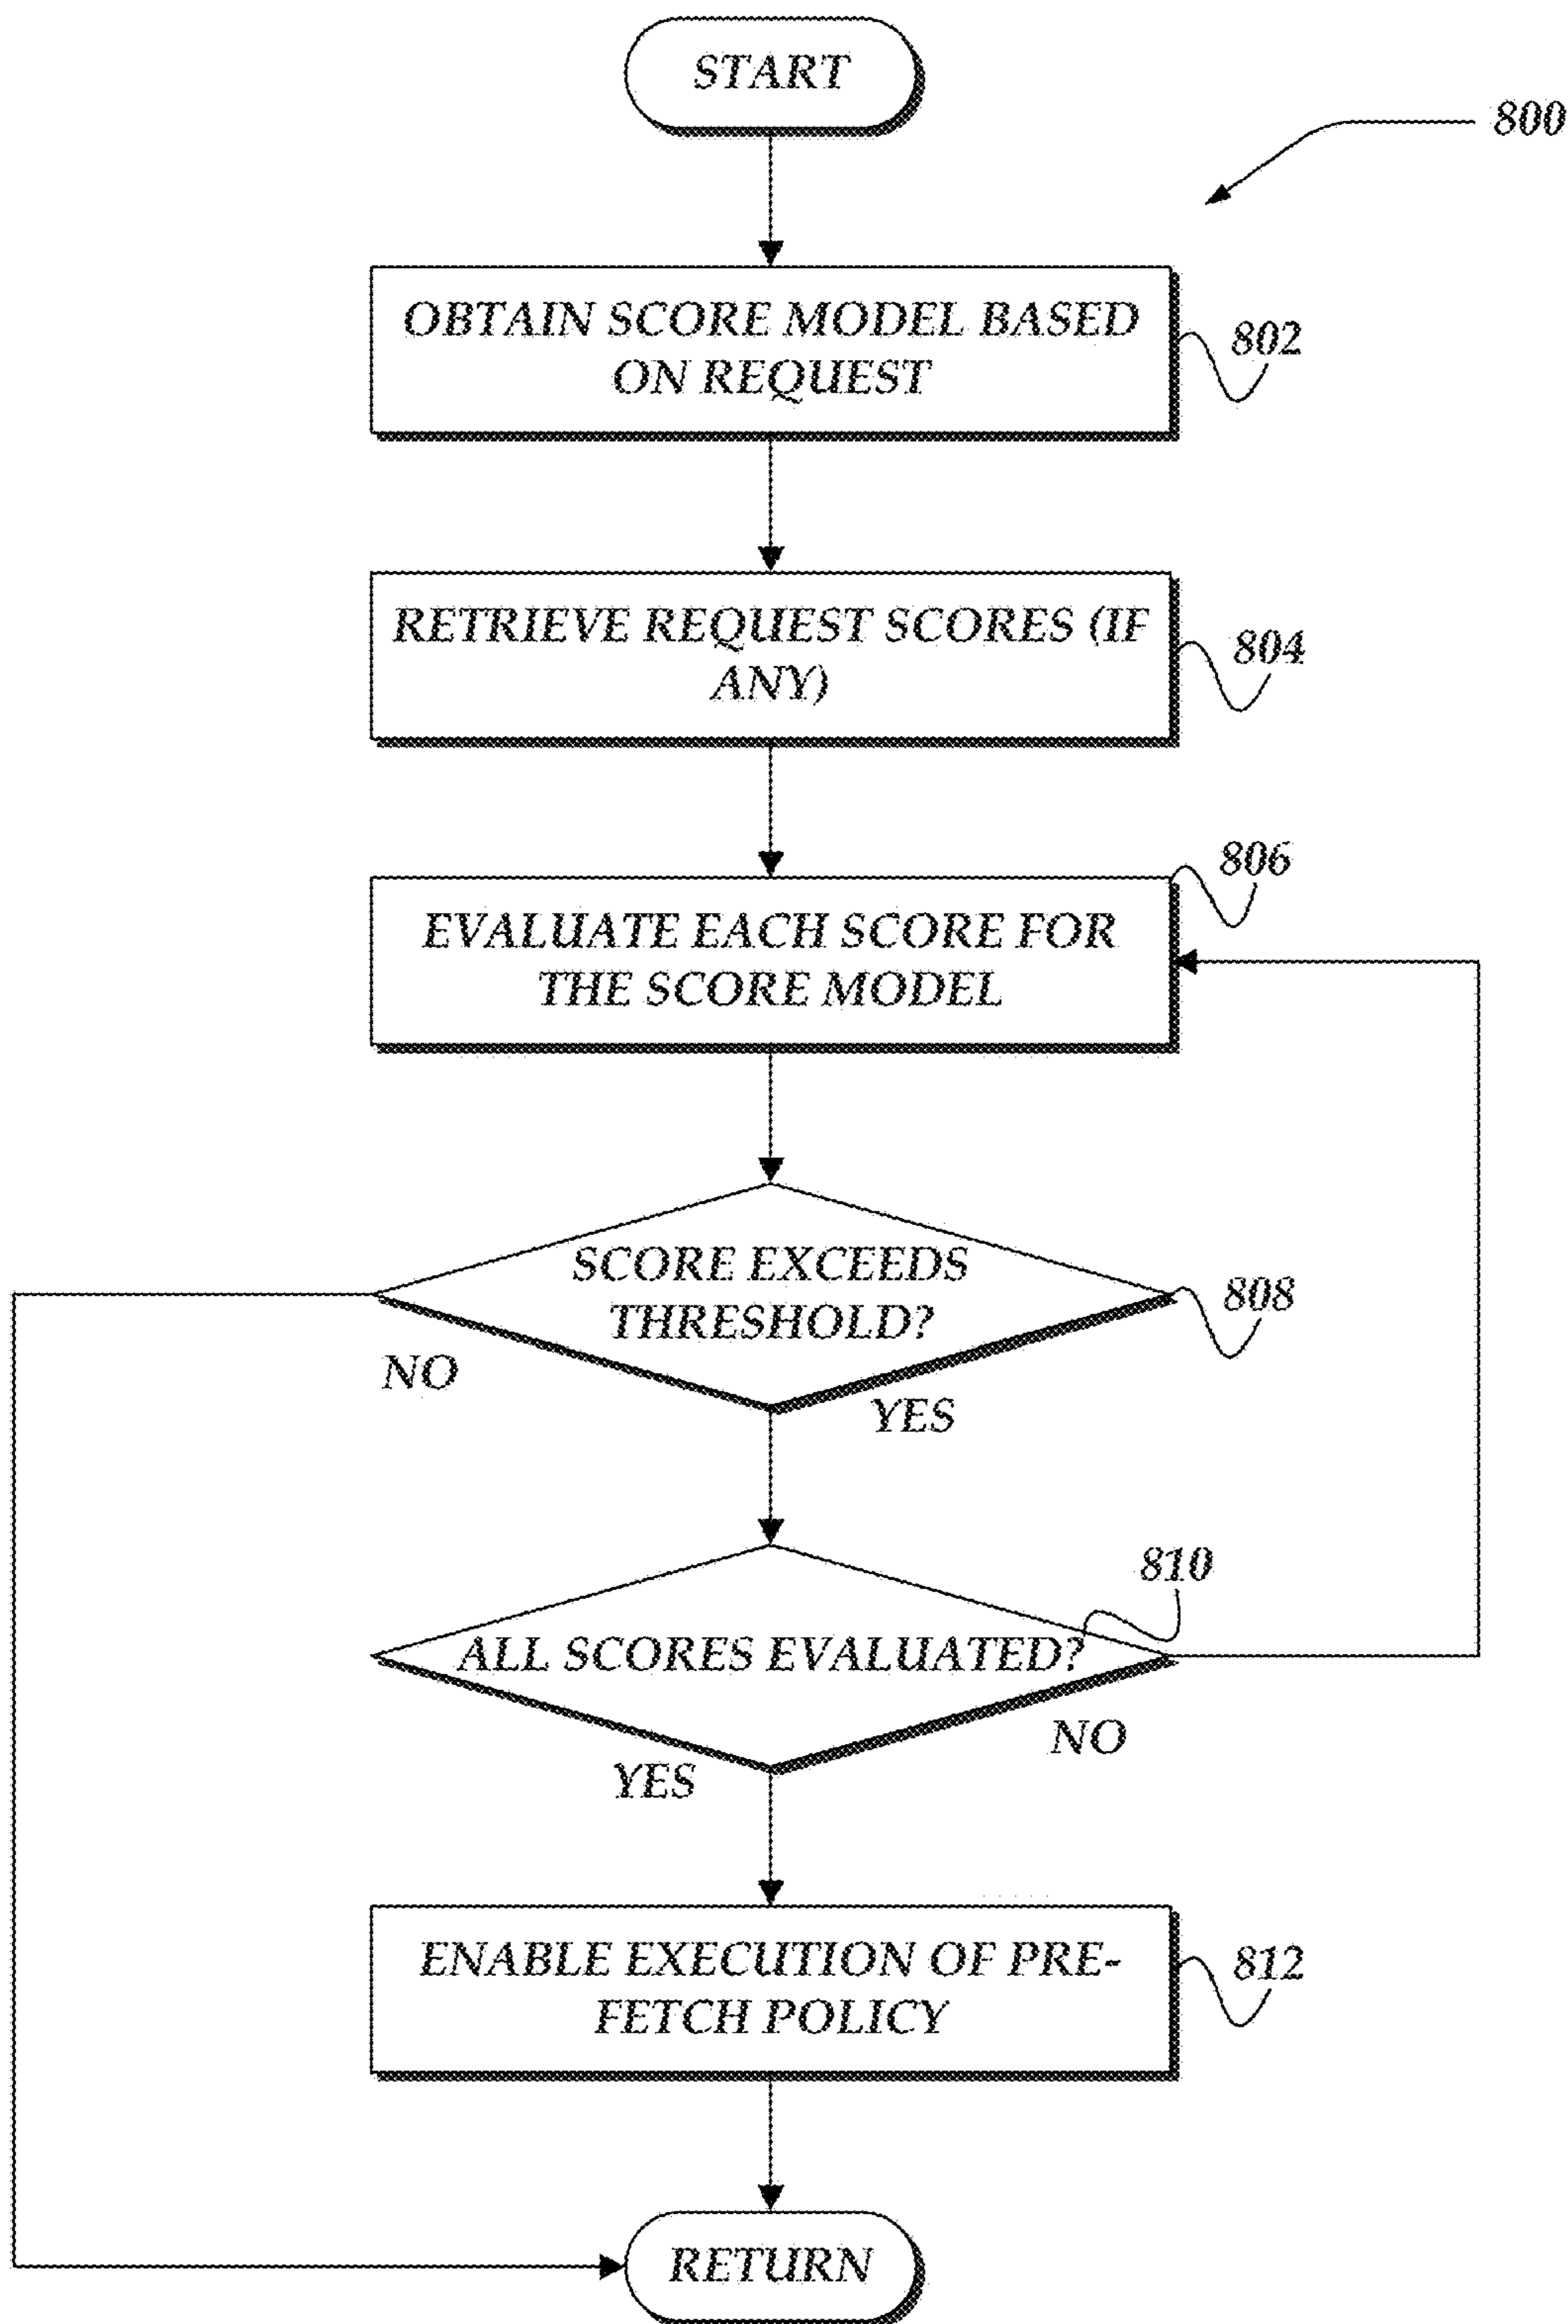 START
800
OBTAIN SCORE MODEL BASED
ON REQUEST
802
RETRIEVE REQUEST SCORES (IF
ANY)
804
806
EVALUATE EACH SCORE FOR
THE SCORE MODEL
SCORE EXCEEDS
THRESHOLD?
808
NO
YES
810
ALL SCORES EVALUATED?
NO
YES
ENABLE EXECUTION OF PRE-
FETCH POLICY
812
RETURN